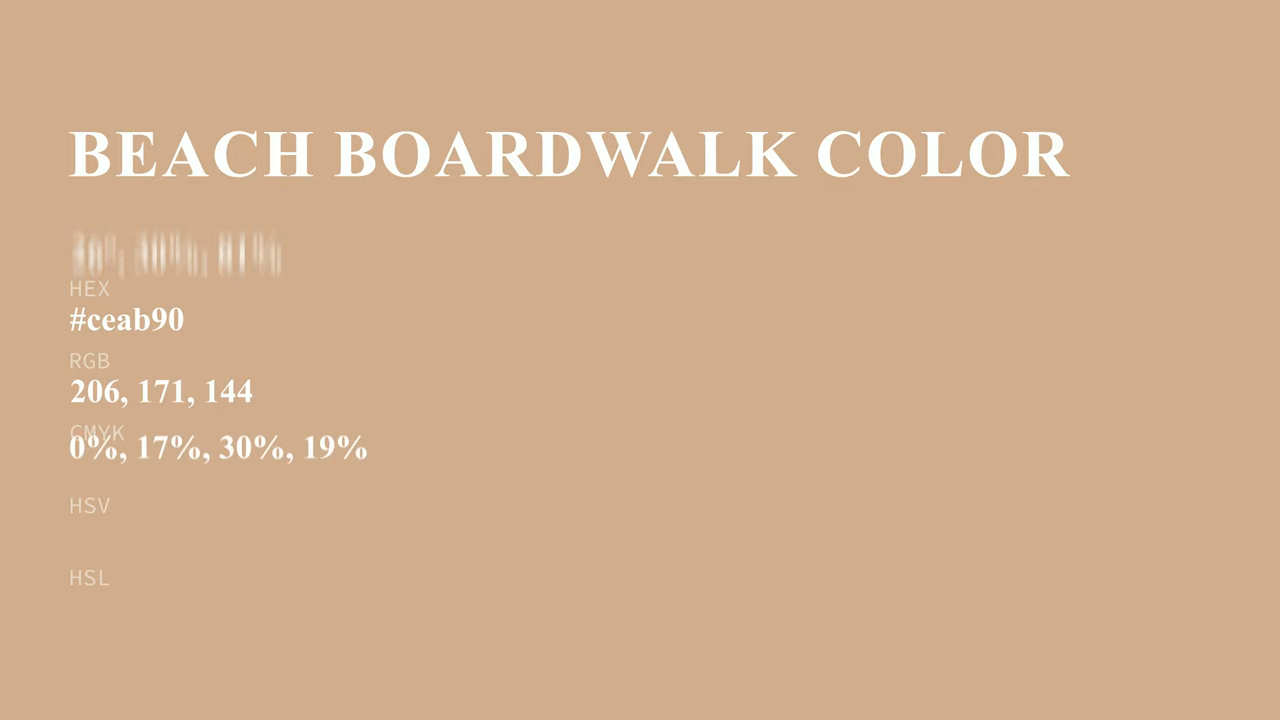 BEACH BOARDWALK COLOR
HEX
#ceab90
RGB
206, 171, 144
CMYK
0%, 17%, 30%, 19%
HSV
HSL